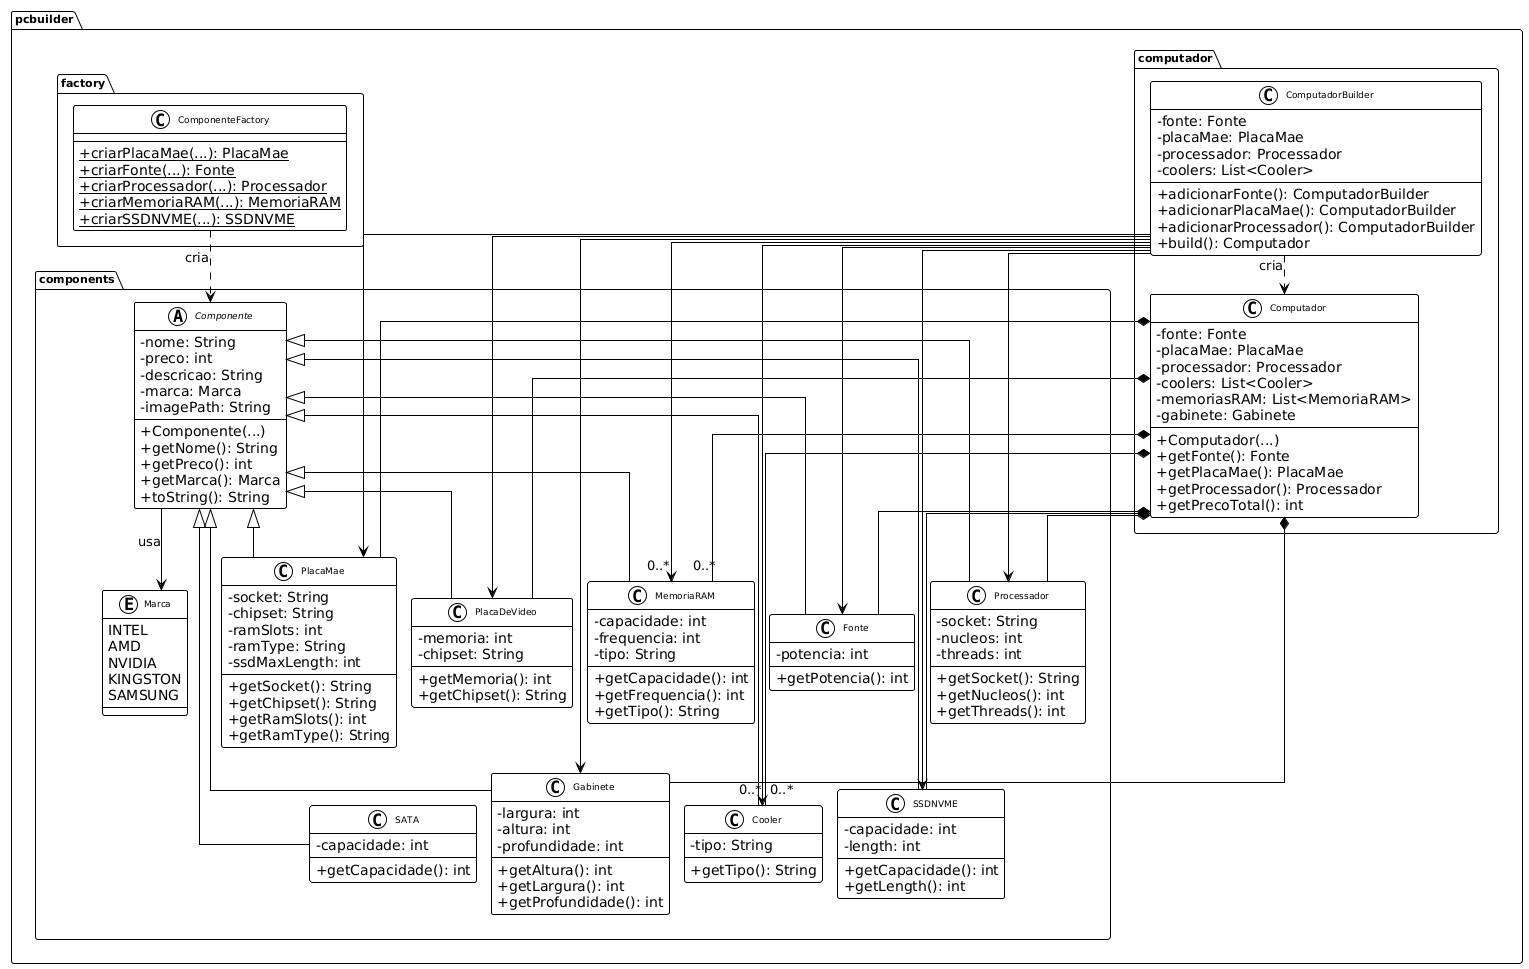 pcbuilder
factory
ComponenteFactory
+criarPlacaMae(...): PlacaMae
+criarFonte(...): Fonte
+criarProcessador(...): Processador
+criarMemoriaRAM(...): MemoriaRAM
+criarSSDNVME(...): SSDNVME
cria
computador
ComputadorBuilder
-fonte: Fonte
-placaMae: PlacaMae
-processador: Processador
-coolers: List<Cooler>
+adicionarFonte(): ComputadorBuilder
+adicionarPlacaMae(): ComputadorBuilder
+adicionarProcessador(): ComputadorBuilder
+build(): Computador
cria
C Computador
-fonte: Fonte
-placaMae: PlacaMae
-processador: Processador
-coolers: List<Cooler>
-memoriasRAM: List<MemoriaRAM>
-gabinete: Gabinete
+Computador(...)
+getFonte(): Fonte
+getPlacaMae(): PlacaMae
+getProcessador(): Processador
+getPrecoTotal(): int
components
A Componente
-nome: String
-preco: int
-descricao: String
-marca: Marca
-imagePath: String
+Componente(...)
+getNome(): String
+getPreco(): int
+getMarca(): Marca
+toString(): String
usa
E Marca
INTEL
AMD
NVIDIA
KINGSTON
SAMSUNG
C PlacaMae
-socket: String
-chipset: String
-ramSlots: int
-ramType: String
-ssdMaxLength: int
+getSocket(): String
+getChipset(): String
+getRamSlots(): int
+getRamType(): String
C PlacaDeVideo
-memoria: int
-chipset: String
+getMemoria(): int
+getChipset(): String
0..* 0..*
C MemoriaRAM
-capacidade: int
-frequencia: int
-tipo: String
+getCapacidade(): int
+getFrequencia(): int
+getTipo(): String
C Fonte
-potencia: int
+getPotencia(): int
C Processador
-socket: String
-nucleos: int
-threads: int
+getSocket(): String
+getNucleos(): int
+getThreads(): int
C SATA
-capacidade: int
+getCapacidade(): int
C Gabinete
-largura: int
-altura: int
-profundidade: int
+getAltura(): int
+getLargura(): int
+getProfundidade(): int
0..* 0..*
C Cooler
-tipo: String
+getTipo(): String
C SSDNVME
-capacidade: int
-length: int
+getCapacidade(): int
+getLength(): int